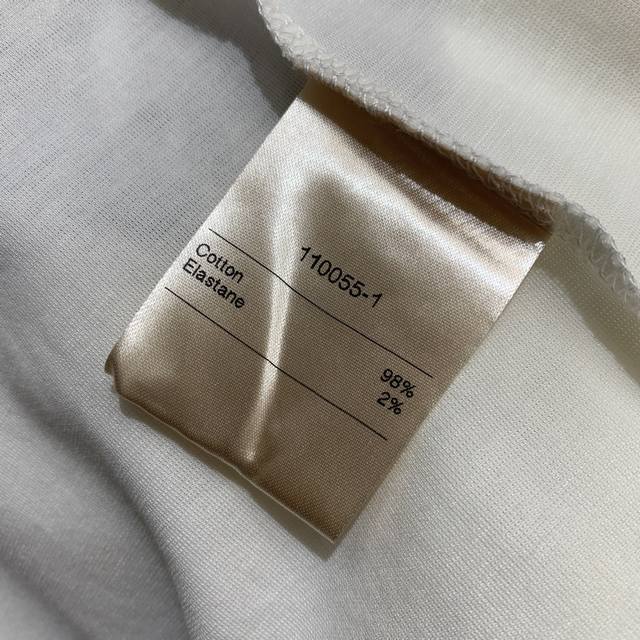 110055-1
Cotton 98%
Elastane 2%